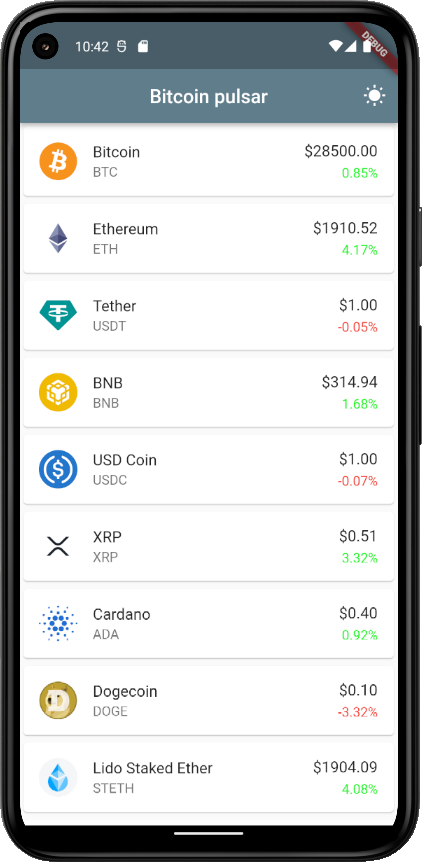 10:42
DEBUG
Bitcoin pulsar
Bitcoin
$28500.00
BTC
0.85%
Ethereum
$1910.52
ETH
4.17%
Tether
$1.00
USDT
-0.05%
BNB
$314.94
BNB
1.68%
USD Coin
$1.00
USDC
-0.07%
XRP
$0.51
XRP
3.32%
Cardano
$0.40
ADA
0.92%
Dogecoin
$0.10
DOGE
-3.32%
Lido Staked Ether
$1904.09
STETH
4.08%